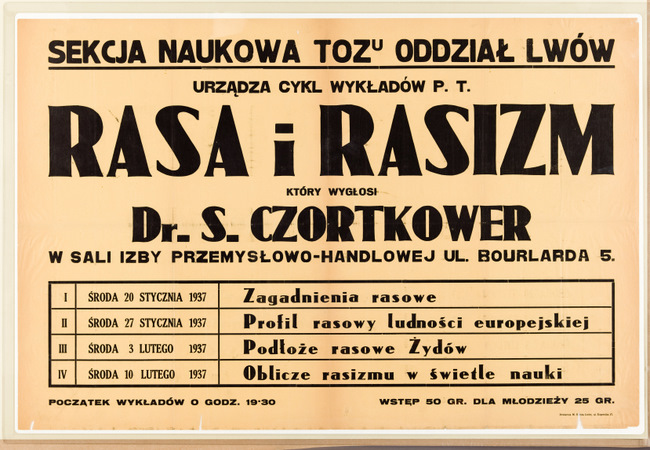 SEKCJA NAUKOWA TOZU ODDZIAŁ LWÓW
URZĄDZA CYKL WYKŁADÓW P. T.
RASA i RASIZM
KTÓRY WYGŁOSI
Dr. S. CZORTKOWER
W SALI IZBY PRZEMYSŁOWO-HANDLOWEJ UL. BOURLARDA 5.
I ŚRODA 20 STYCZNIA 1937 Zagadnienia rasowe
II ŚRODA 27 STYCZNIA 1937 Profil rasowy ludności europejskiej
III ŚRODA 3 LUTEGO 1937 Podłoże rasowe Żydów
IV ŚRODA 10 LUTEGO 1937 Oblicze rasizmu w świetle nauki
POCZĄTEK WYKŁADÓW O GODZ. 19·30 WSTĘP 50 GR. DLA MŁODZIEŻY 25 GR.